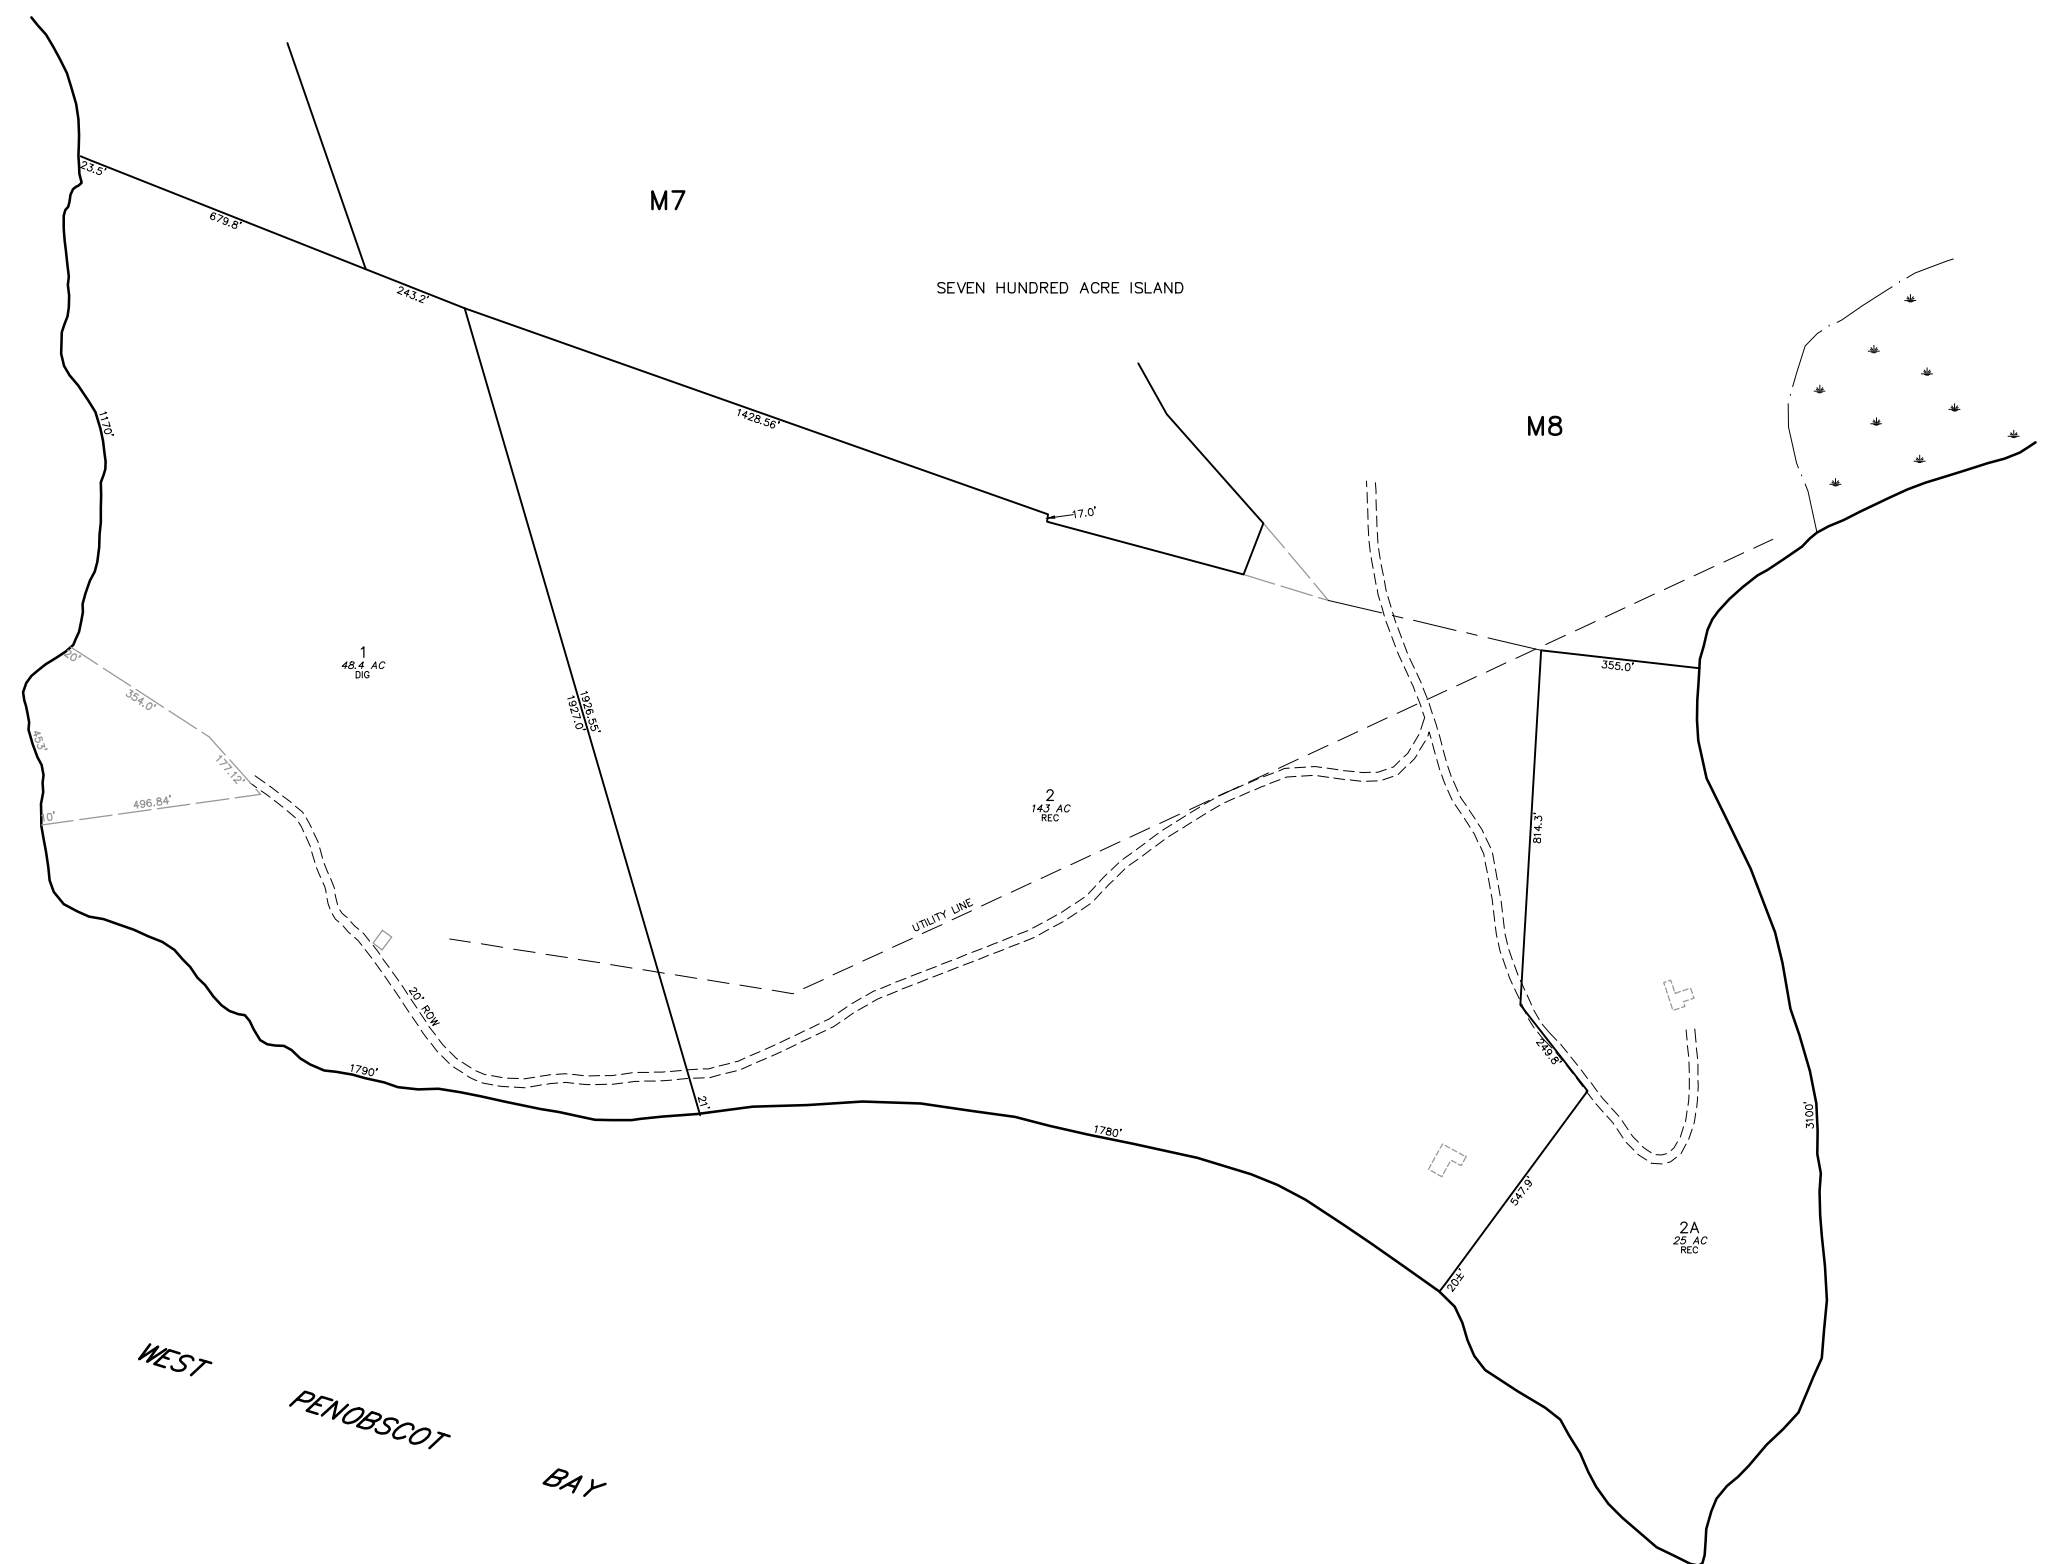 23.5'
679.8'
M7
243.2'
SEVEN HUNDRED ACRE ISLAND
1170'
1428.56'
M8
17.0'
1
48.4 AC
DIG
20'
354.0'
355.0'
453'
177.12'
1926.55'
1927.0'
496.84'
10'
2
143 AC
REC
814.3'
UTILITY LINE
20' ROW
249.8'
1790'
21'
1780'
3100'
547.9'
2A
25 AC
REC
20±'
WEST
PENOBSCOT
BAY